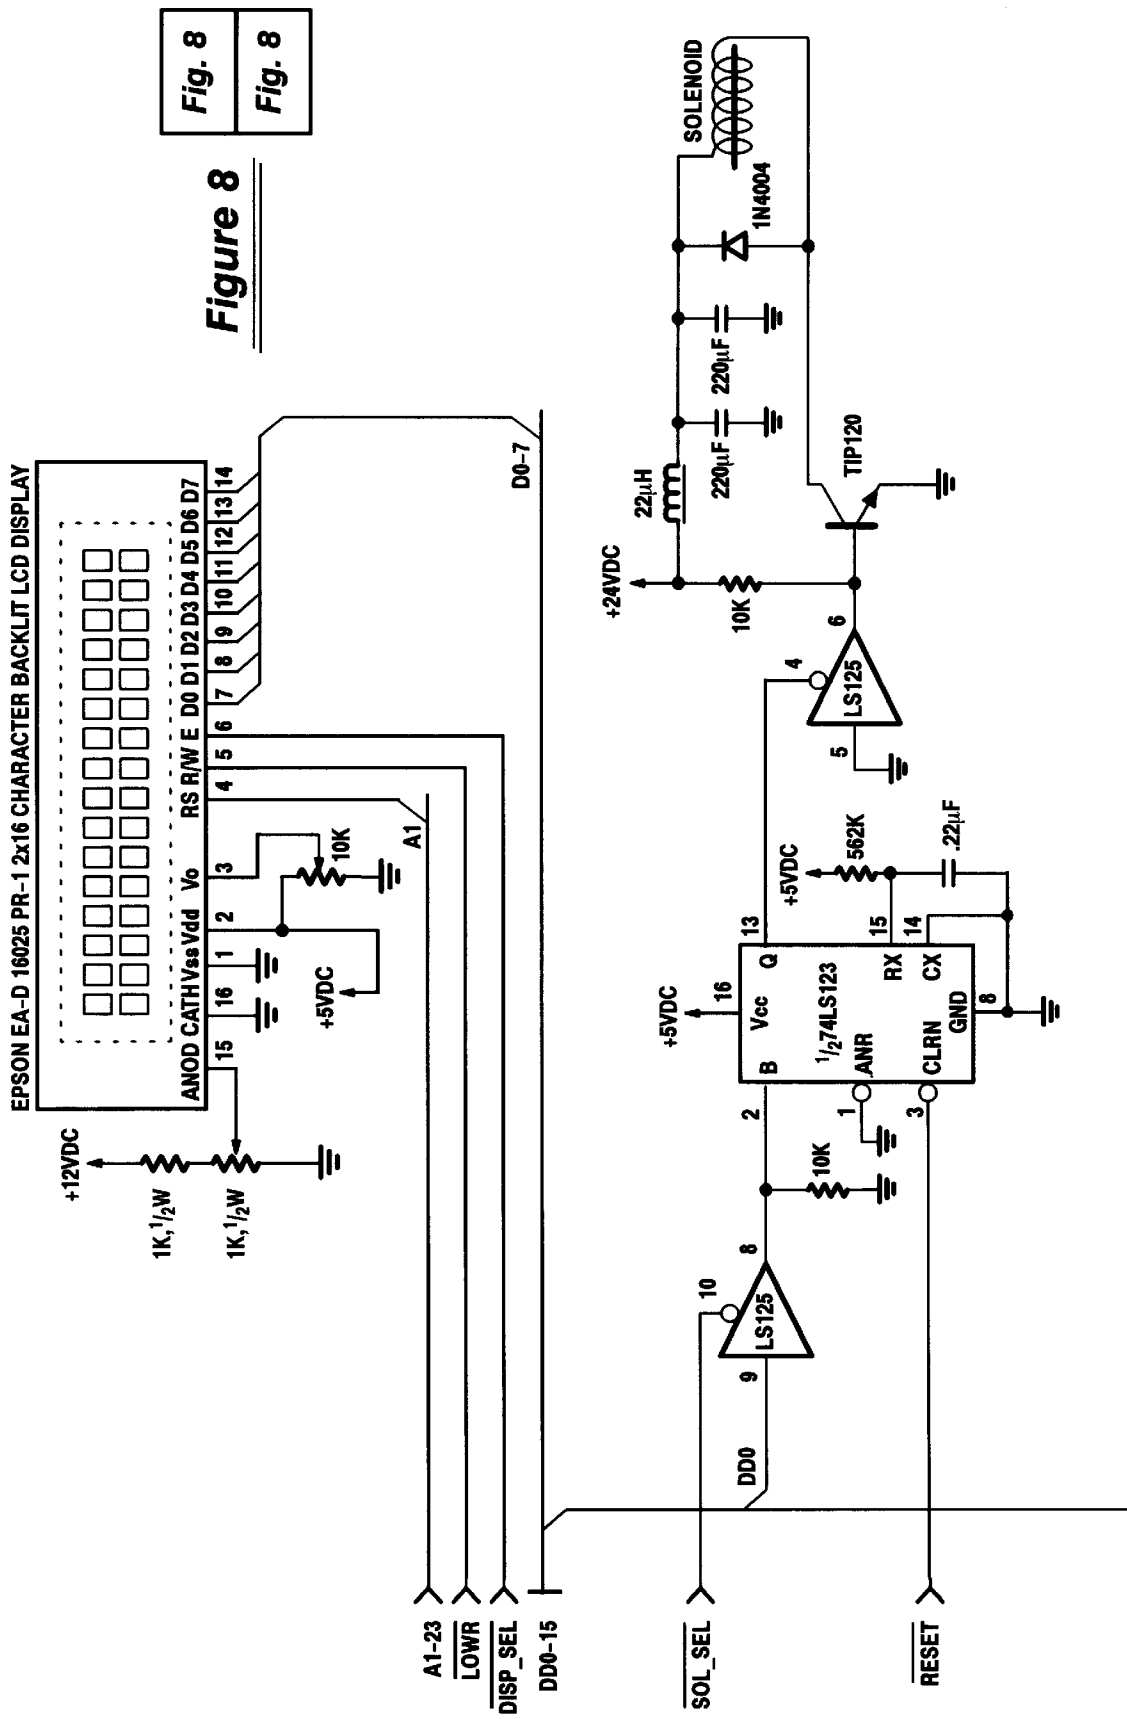 EPSON EA-D 16025 PR-1 2x16 CHARACTER BACKLIT LCD DISPLAY
ANOD CATH Vss Vdd Vo RS R/W E D0 D1 D2 D3 D4 D5 D6 D7
15 16 1 2 3 4 5 6 7 8 9 10 11 12 13 14
+12VDC
1K,1/2W
1K,1/2W
+5VDC
10K
A1
D0-7
Figure 8
Fig. 8
Fig. 8
A1-23
LOWR
DISP_SEL
DD0-15
SOL_SEL
RESET
DD0
9
10
LS125
8
10K
+5VDC
16
Vcc
2
B
1/2 74LS123
1
ANR
3
CLRN
GND
8
Q
13
RX
15
CX
14
+5VDC
562K
.22µF
5
4
LS125
6
+24VDC
10K
22µH
220µF
220µF
TIP120
1N4004
SOLENOID